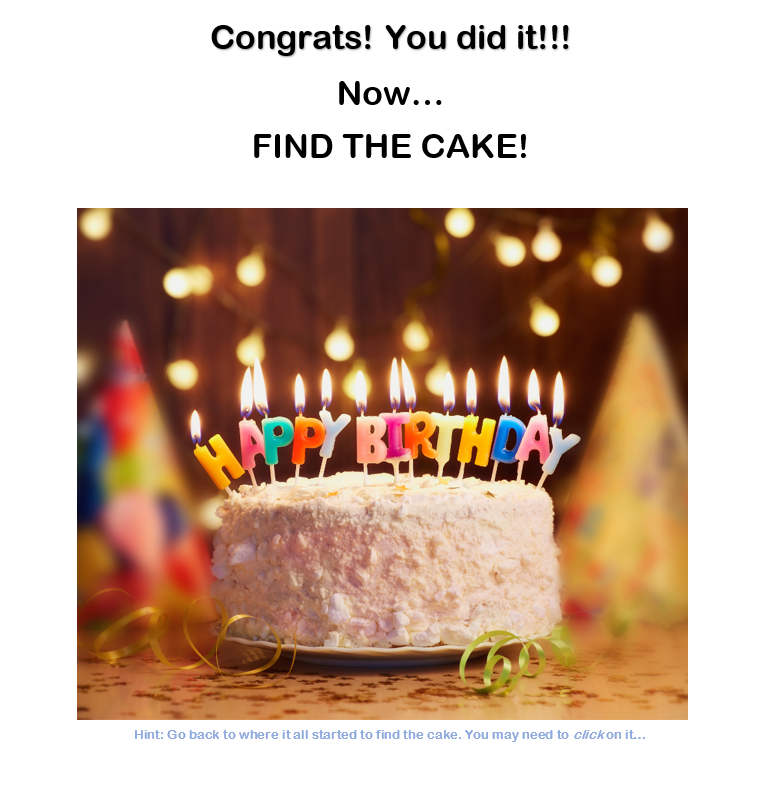 Congrats! You did it!!!
Now...
FIND THE CAKE!
HAPPY BIRTHDAY
Hint: Go back to where it all started to find the cake. You may need to click on it...